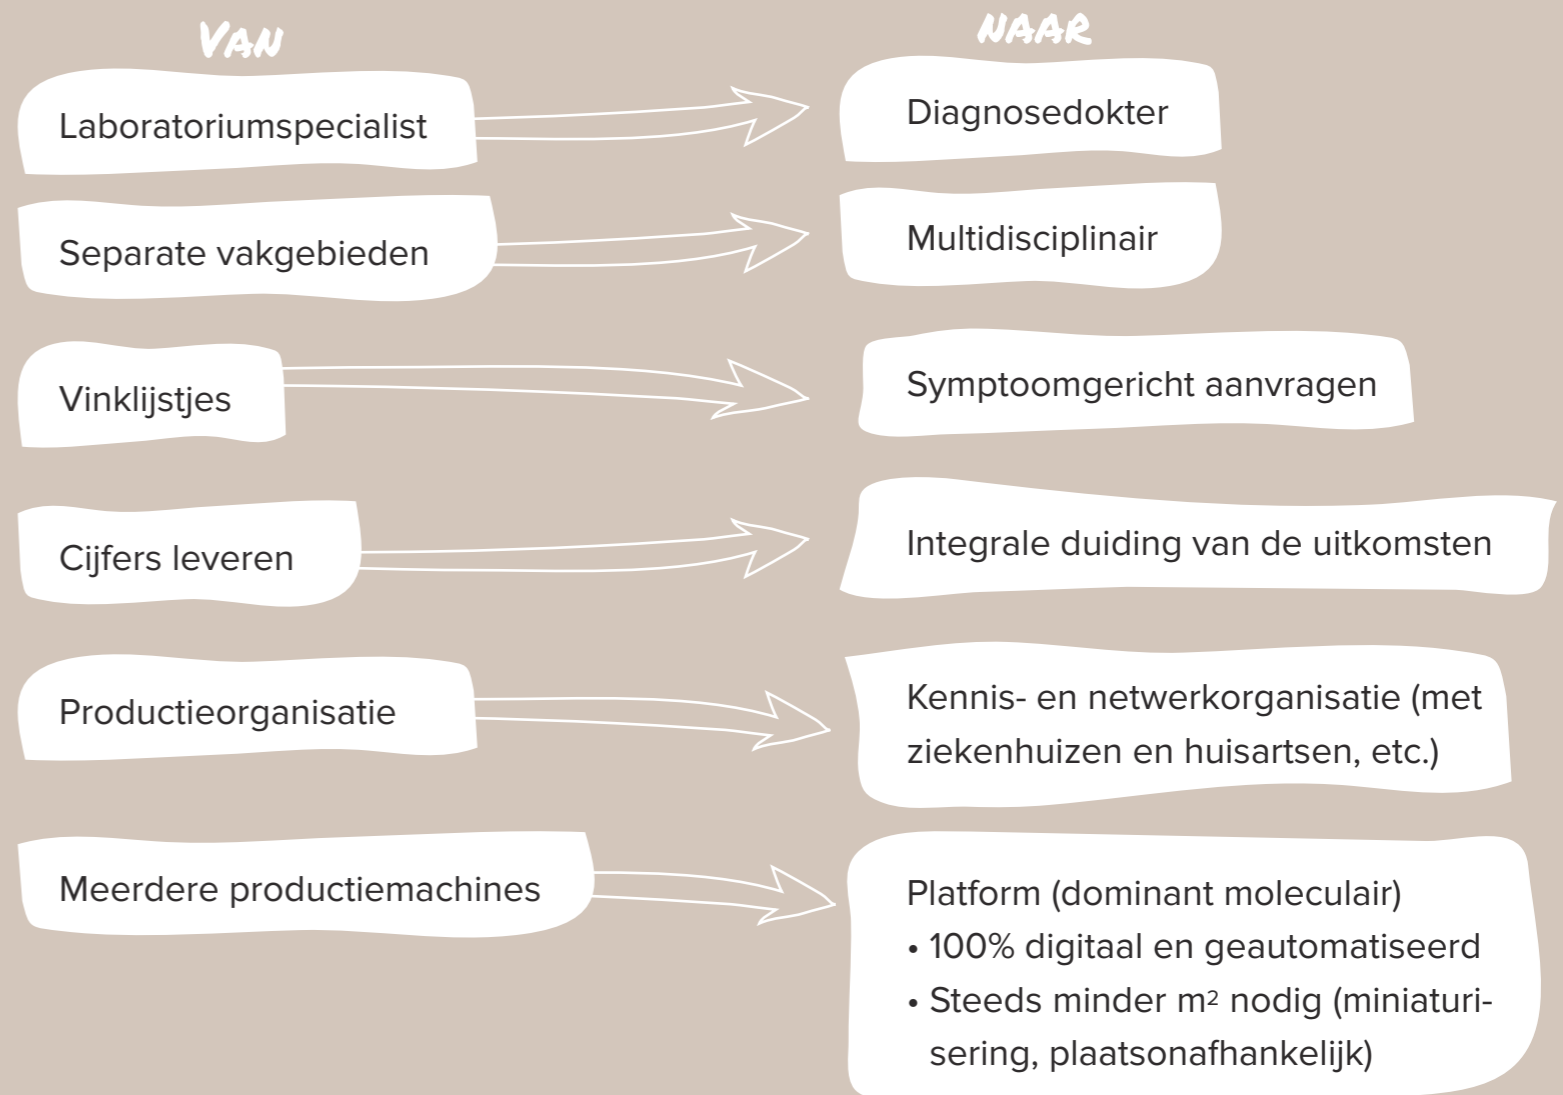 VAN
NAAR
Laboratoriumspecialist
Diagnosedokter
Separate vakgebieden
Multidisciplinair
Vinklijstjes
Symptoomgericht aanvragen
Cijfers leveren
Integrale duiding van de uitkomsten
Productieorganisatie
Kennis- en netwerkorganisatie (met
ziekenhuizen en huisartsen, etc.)
Meerdere productiemachines
Platform (dominant moleculair)
• 100% digitaal en geautomatiseerd
• Steeds minder m² nodig (miniaturi-
sering, plaatsonafhankelijk)